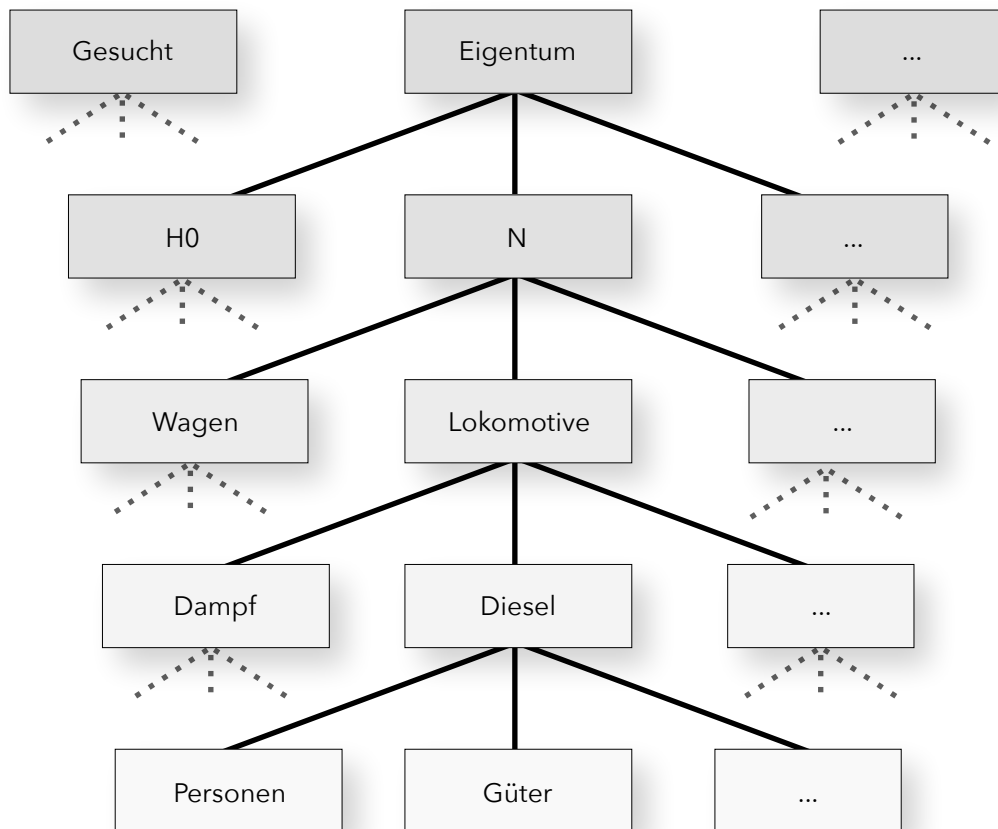 Gesucht
Eigentum
...
H0
N
...
Wagen
Lokomotive
...
Dampf
Diesel
...
Personen
Güter
...